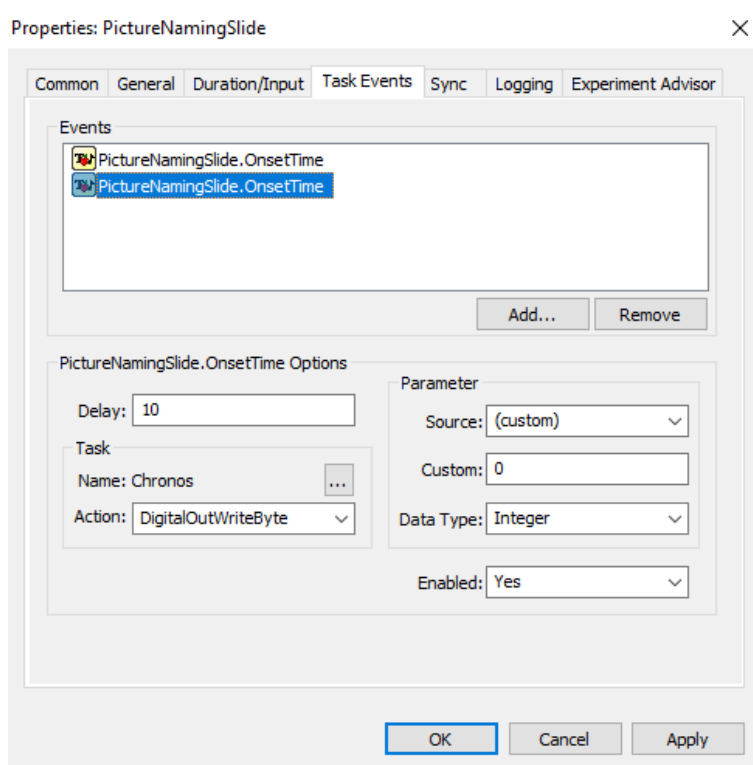 Properties: PictureNamingSlide
Common General Duration/Input Task Events Sync Logging Experiment Advisor
Events
PictureNamingSlide.OnsetTime
PictureNamingSlide.OnsetTime
Add... Remove
PictureNamingSlide.OnsetTime Options
Parameter
Delay: 10
Source: (custom)
Task
Custom: 0
Name: Chronos ...
Action: DigitalOutWriteByte
Data Type: Integer
Enabled: Yes
OK Cancel Apply